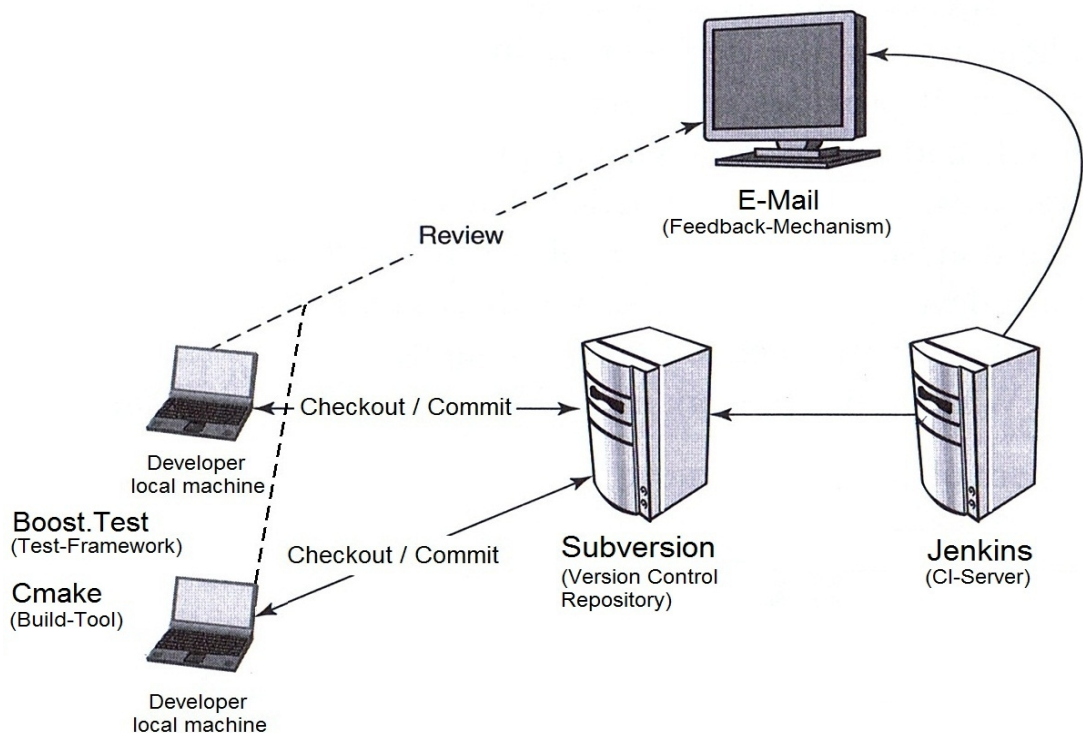 E-Mail
(Feedback-Mechanism)
Review
Checkout / Commit
Developer
local machine
Boost.Test
(Test-Framework)
Checkout / Commit
Subversion
(Version Control
Repository)
Jenkins
(CI-Server)
Cmake
(Build-Tool)
Developer
local machine